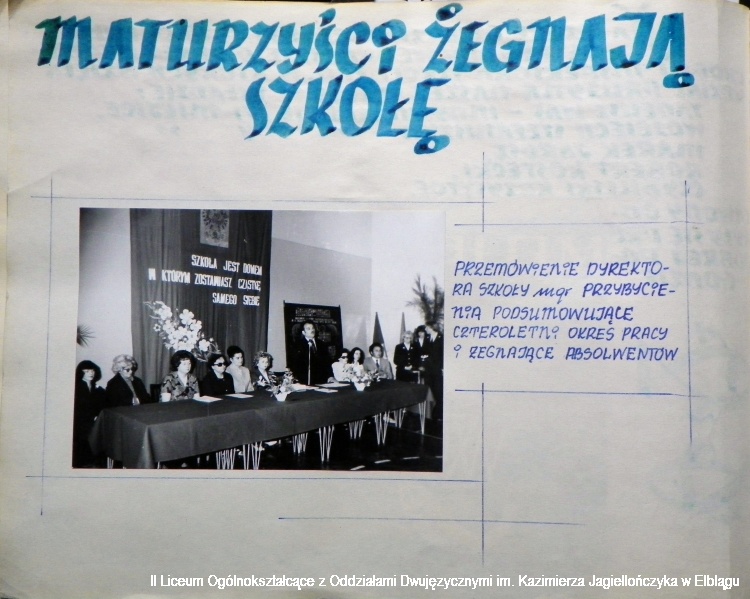 MATURZYŚCI ŻEGNAJĄ
SZKOŁĘ
SZKOŁA JEST DOMEM
W KTÓRYM ZOSTAWIASZ CZĄSTKĘ
SAMEGO SIEBIE
PRZEMÓWIENIE DYREKTO-
RA SZKOŁY mgr PRZYBYCIE-
NIA PODSUMOWUJĄCE
CZTEROLETNI OKRES PRACY
I ŻEGNAJĄCE ABSOLWENTÓW
II Liceum Ogólnokształcące z Oddziałami Dwujęzycznymi im. Kazimierza Jagiellończyka w Elblągu